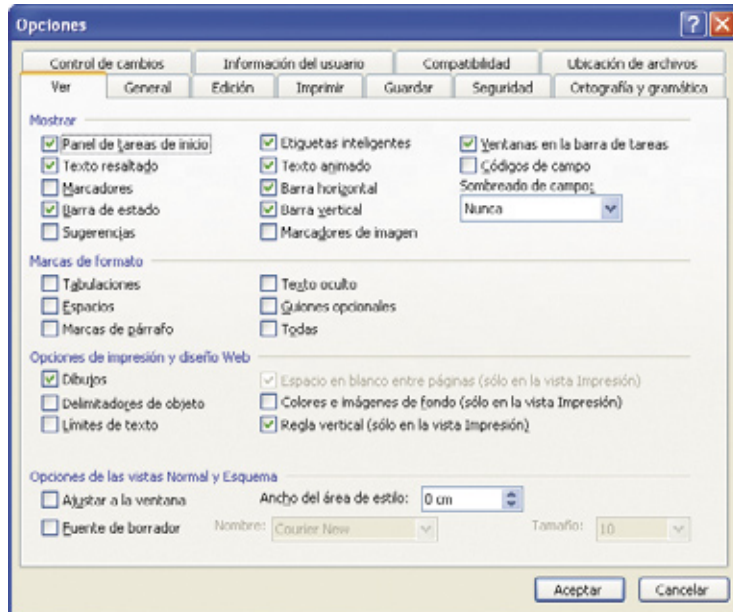 Opciones
Control de cambios Información del usuario Compatibilidad Ubicación de archivos
Ver General Edición Imprimir Guardar Seguridad Ortografía y gramática
Mostrar
Panel de tareas de inicio Etiquetas inteligentes Ventanas en la barra de tareas
Texto resaltado Texto animado Códigos de campo
Marcadores Barra horizontal Sombreado de campo:
Barra de estado Barra vertical Nunca
Sugerencias Marcadores de imagen
Marcas de formato
Tabulaciones Texto oculto
Espacios Guiones opcionales
Marcas de párrafo Todas
Opciones de impresión y diseño Web
Dibujos Espacio en blanco entre páginas (sólo en la vista Impresión)
Delimitadores de objeto Colores e imágenes de fondo (sólo en la vista Impresión)
Límites de texto Regla vertical (sólo en la vista Impresión)
Opciones de las vistas Normal y Esquema
Ajustar a la ventana Ancho del área de estilo: 0 cm
Fuente de borrador Nombre: Courier New Tamaño: 10
Aceptar Cancelar